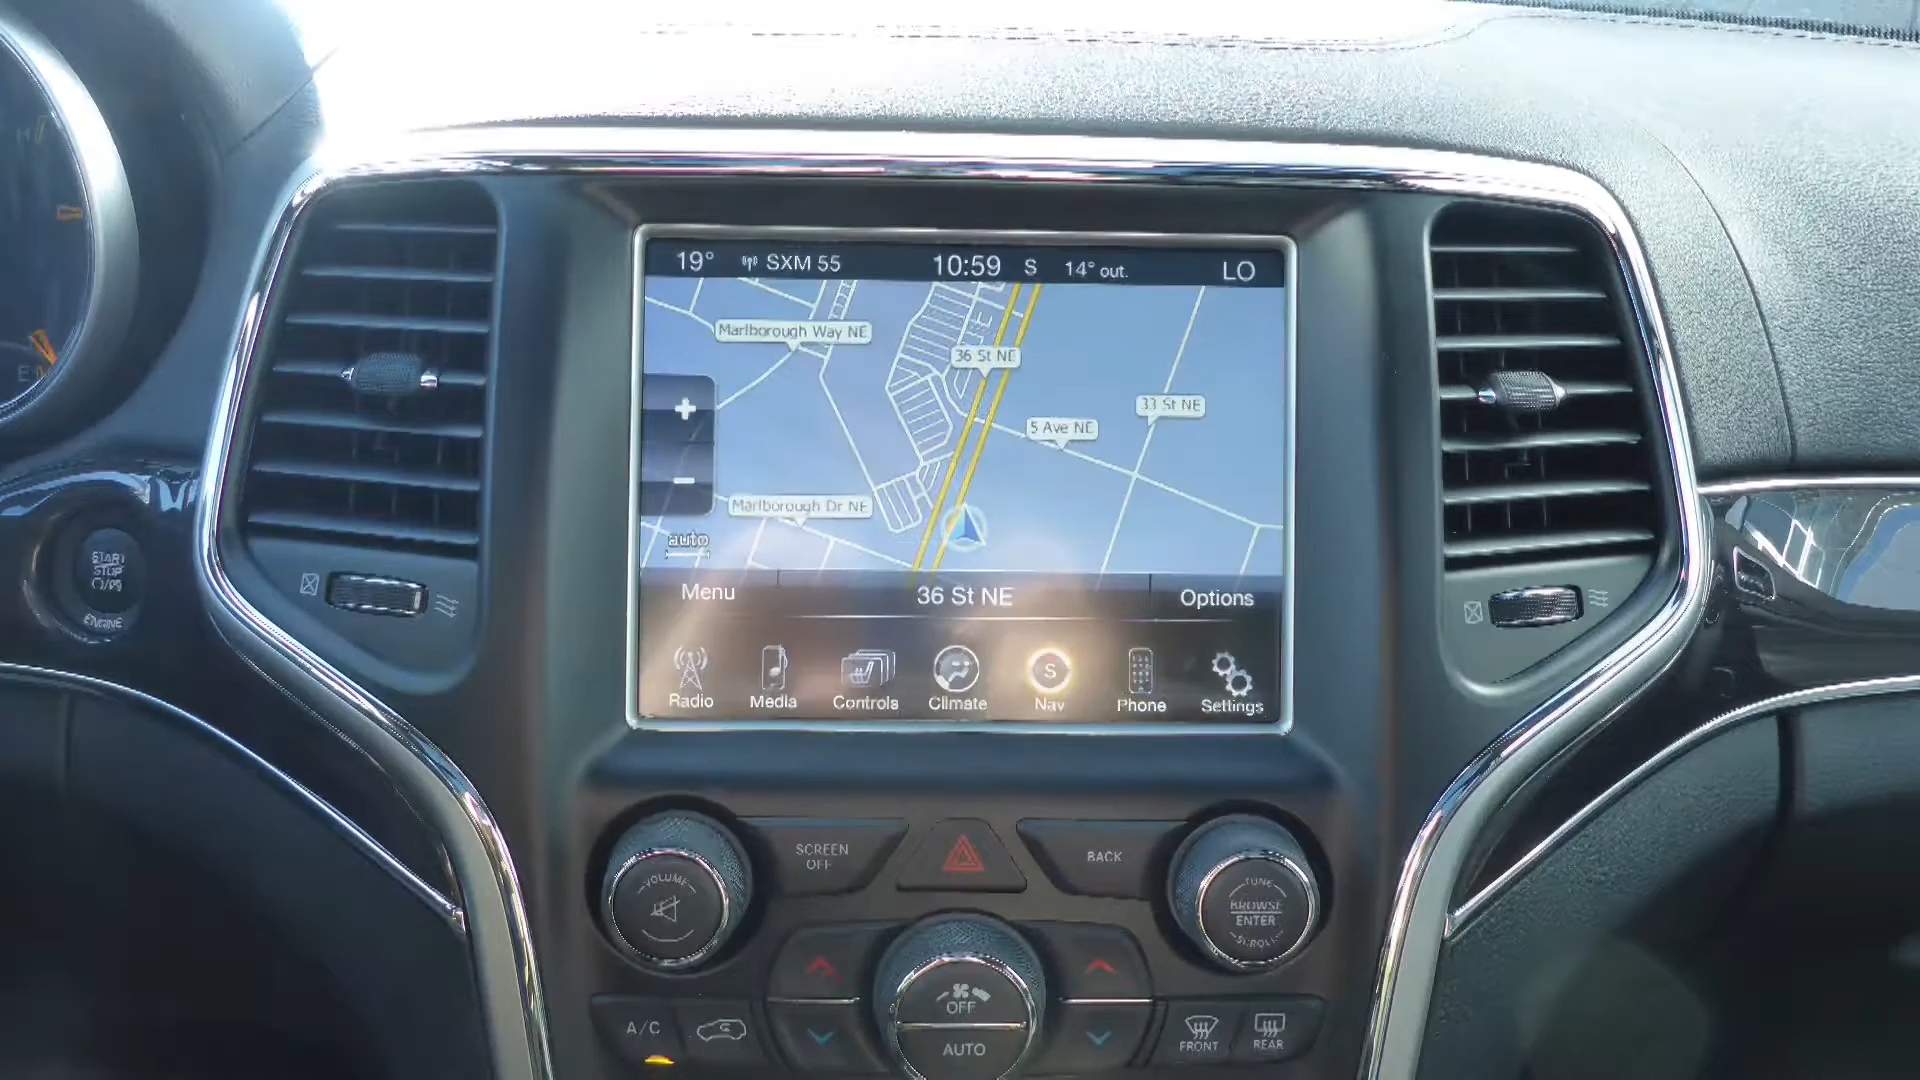 19° SXM 55 10:59 S 14° out. LO
Marlborough Way NE
36 St NE
33 St NE
5 Ave NE
+
−
Marlborough Dr NE
auto
Menu 36 St NE Options
S
Radio Media Controls Climate Nav Phone Settings
START
STOP
ENGINE
E
VOLUME
SCREEN
OFF
BACK
TUNE
BROWSE
ENTER
SCROLL
OFF
AUTO
A/C
FRONT
REAR